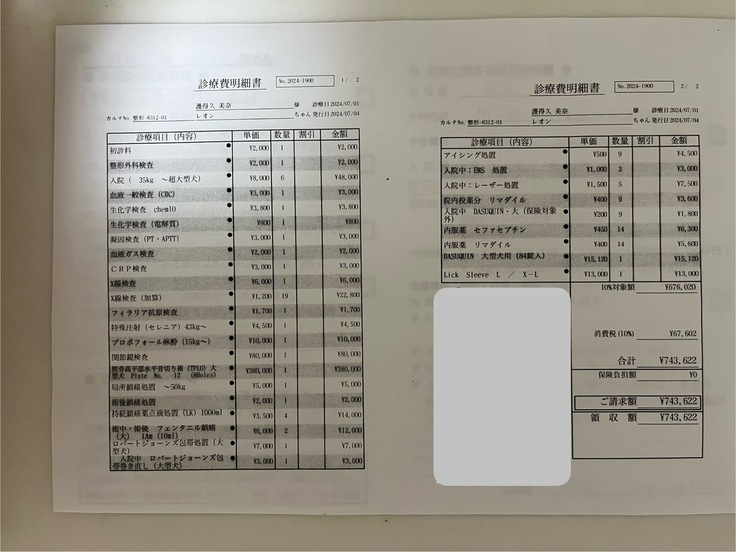 診療費明細書 No.2024-1900 1/ 2
護得久 美奈 様 診療日2024/07/01
カルテNo. 整形-8312-01 レオン ちゃん 発行日2024/07/03
診療項目(内容) 単価 数量 割引 金額
初診料 ● ¥2,000 1 ¥2,000
整形外科検査 ● ¥2,000 1 ¥2,000
入院( 35kg ~超大型犬) ● ¥8,000 6 ¥48,000
血液一般検査(CBC) ● ¥3,000 1 ¥3,000
生化学検査 chem10 ● ¥3,800 1 ¥3,800
生化学検査(電解質) ● ¥800 1 ¥800
凝固検査(PT・APTT) ● ¥3,000 1 ¥3,000
血液ガス検査 ● ¥2,000 1 ¥2,000
CRP検査 ● ¥3,000 1 ¥3,000
X線検査 ● ¥6,000 1 ¥6,000
X線検査(加算) ● ¥1,200 19 ¥22,800
フィラリア抗原検査 ● ¥1,700 1 ¥1,700
特殊注射(セレニア)43kg~ ● ¥4,500 1 ¥4,500
プロポフォール麻酔(15kg~) ● ¥10,000 1 ¥10,000
関節鏡検査 ● ¥80,000 1 ¥80,000
脛骨高平部水平骨切り術(TPLO)大
型犬 Plate No. 12 (8Holes) ● ¥380,000 1 ¥380,000
局所鎮痛処置 ~50kg ● ¥5,000 1 ¥5,000
術後鎮痛処置 ● ¥2,000 1 ¥2,000
持続鎮痛薬点滴処置(LK)1000ml ● ¥3,500 4 ¥14,000
術中・術後 フェンタニル鎮痛
(大) 1Am(10ml) ● ¥6,000 2 ¥12,000
ロバートジョーンズ包帯処置(大
型犬) ● ¥7,000 1 ¥7,000
入院中 ロバートジョーンズ包
帯巻き直し(大型犬) ● ¥3,000 1 ¥3,000
診療費明細書 No.2024-1900 2/ 2
護得久 美奈 様 診療日2024/07/01
カルテNo. 整形-8312-01 レオン ちゃん 発行日2024/07/03
診療項目(内容) 単価 数量 割引 金額
アイシング処置 ● ¥500 9 ¥4,500
入院中:EMS 処置 ● ¥1,000 3 ¥3,000
入院中:レーザー処置 ● ¥1,500 5 ¥7,500
院内投薬分 リマダイル ● ¥400 9 ¥3,600
入院中 DASUQUIN・大(保険対象
外) ● ¥200 9 ¥1,800
内服薬 セファセプチン ● ¥450 14 ¥6,300
内服薬 リマダイル ● ¥400 14 ¥5,600
DASUQUIN 大型犬用(84錠入) ● ¥15,120 1 ¥15,120
Lick Sleeve L / X-L ● ¥13,000 1 ¥13,000
10%対象額 ¥676,020
消費税(10%) ¥67,602
合計 ¥743,622
保険負担額 ¥0
ご請求額 ¥743,622
領 収 額 ¥743,622